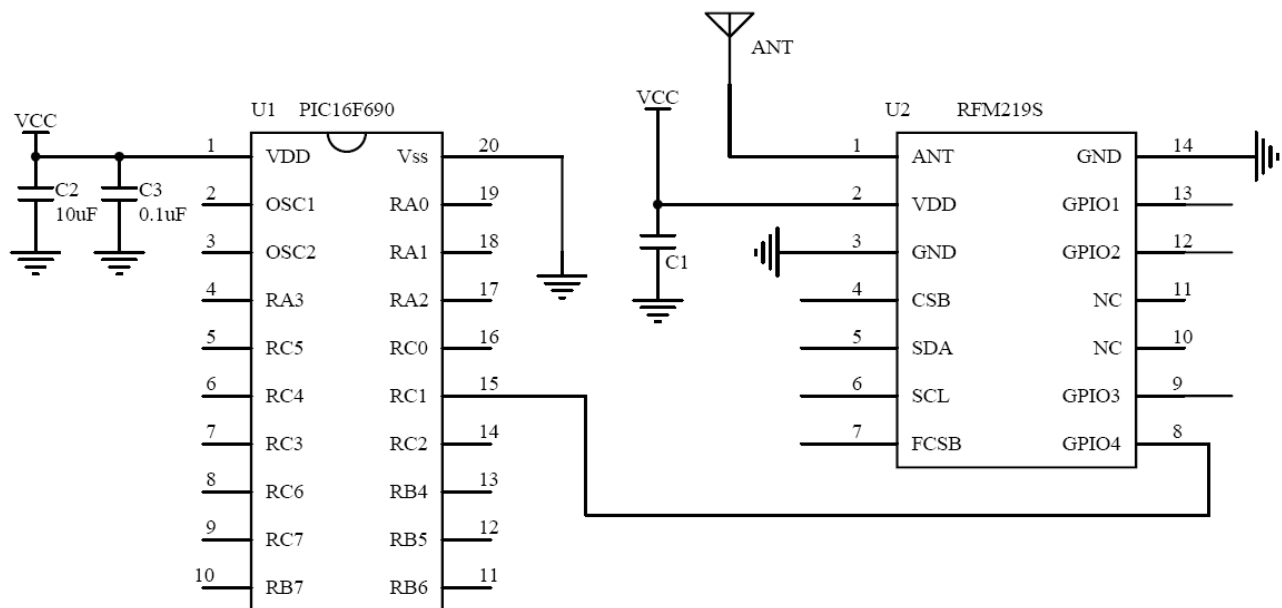 ANT
VCC
U1 PIC16F690
VCC
U2 RFM219S
1 VDD Vss 20
2 OSC1 RA0 19
3 OSC2 RA1 18
4 RA3 RA2 17
5 RC5 RC0 16
6 RC4 RC1 15
7 RC3 RC2 14
8 RC6 RB4 13
9 RC7 RB5 12
10 RB7 RB6 11
C2
10uF
C3
0.1uF
C1
1 ANT GND 14
2 VDD GPIO1 13
3 GND GPIO2 12
4 CSB NC 11
5 SDA NC 10
6 SCL GPIO3 9
7 FCSB GPIO4 8